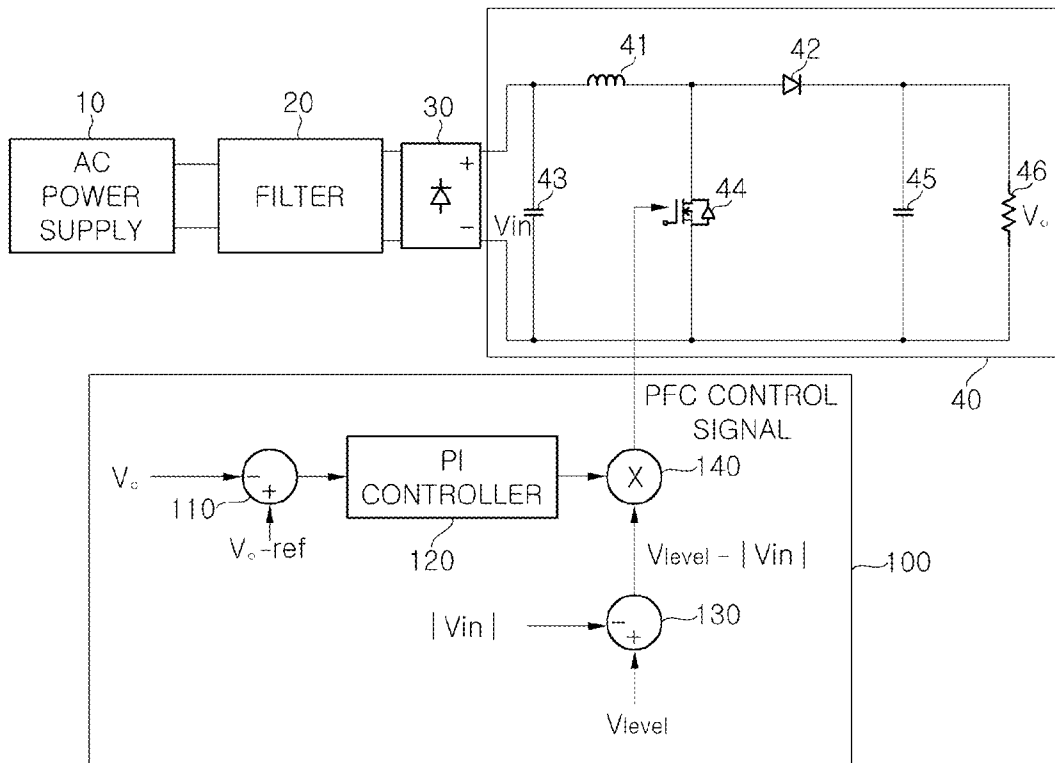 40
41
42
10
20
30
AC
POWER
SUPPLY
FILTER
+
−
Vin
43
44
45
46
Vo
PFC CONTROL
SIGNAL
Vo
−
+
110
Vo-ref
PI
CONTROLLER
120
X
140
Vlevel - |Vin|
100
|Vin|
−
+
130
Vlevel